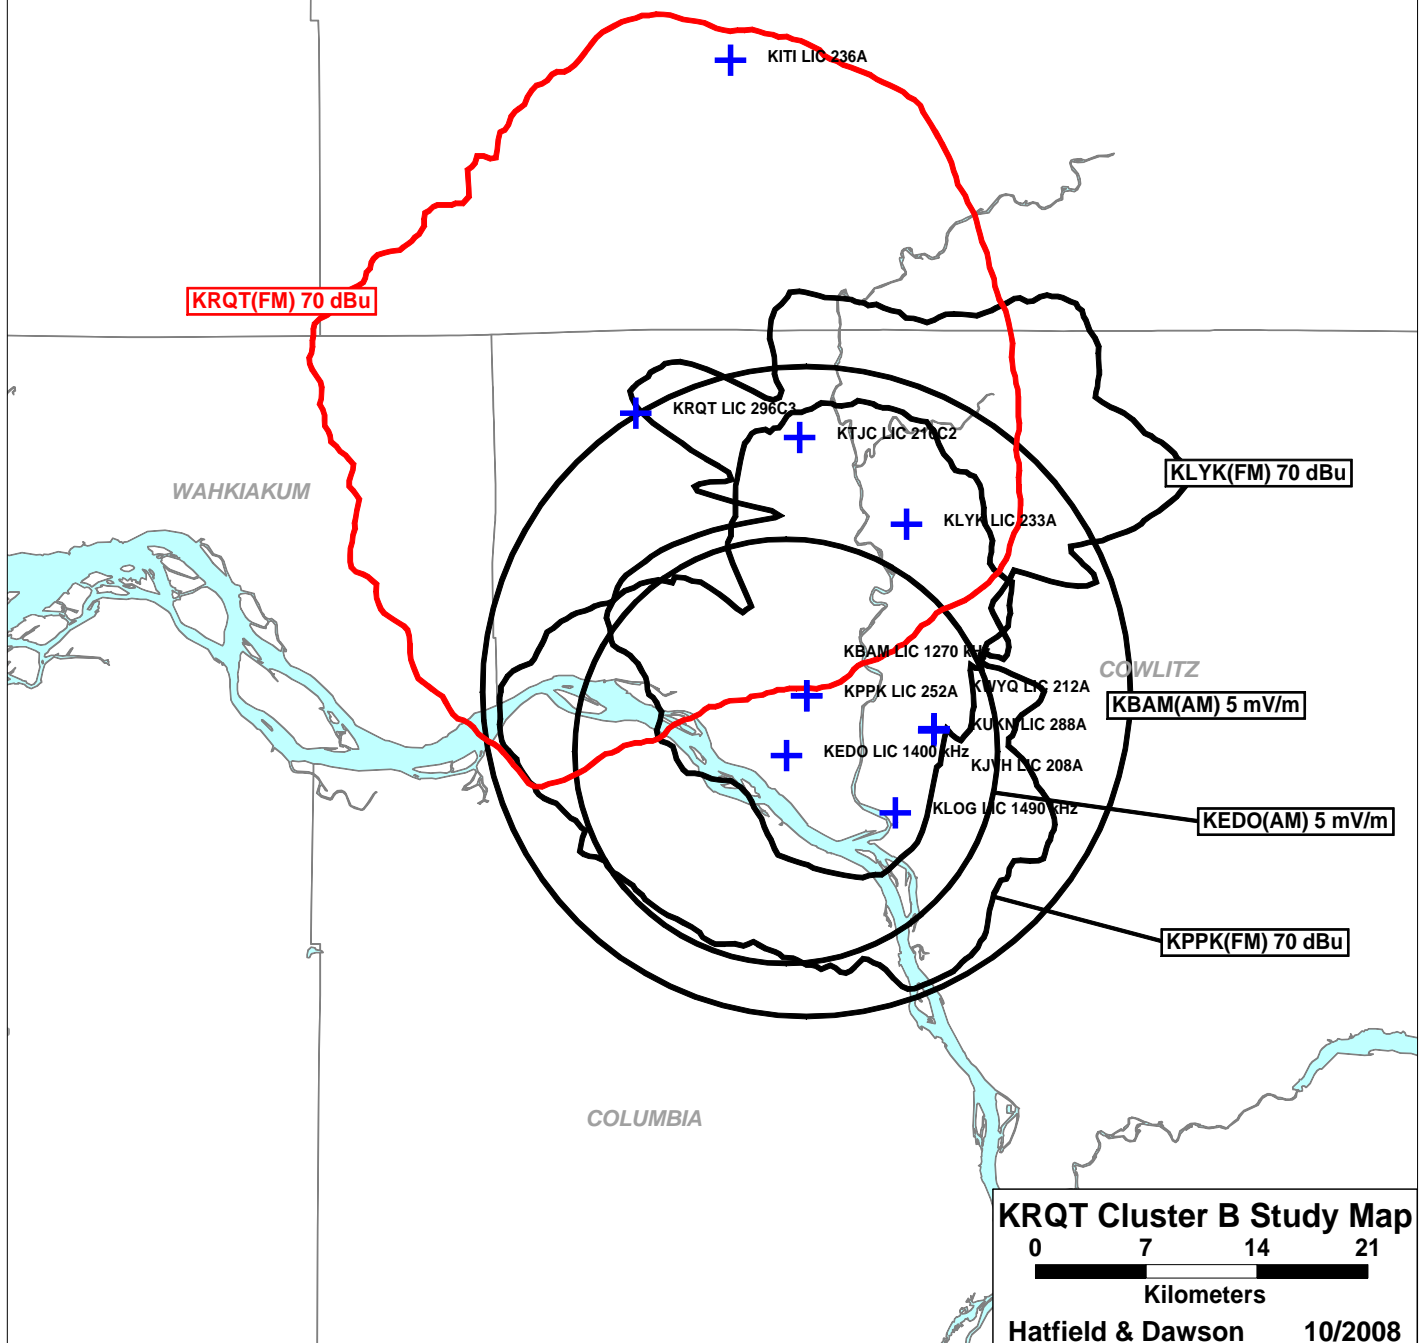 KITI LIC 236A
KRQT(FM) 70 dBu
KRQT LIC 296C3
KTJC LIC 216C2
KLYK(FM) 70 dBu
WAHKIAKUM
KLYK LIC 233A
KBAM LIC 1270 kHz
COWLITZ
KPPK LIC 252A
KWYQ LIC 212A
KBAM(AM) 5 mV/m
KUKN LIC 288A
KEDO LIC 1400 kHz
KJVH LIC 208A
KLOG LIC 1490 kHz
KEDO(AM) 5 mV/m
KPPK(FM) 70 dBu
COLUMBIA
KRQT Cluster B Study Map
0 7 14 21
Kilometers
Hatfield & Dawson 10/2008